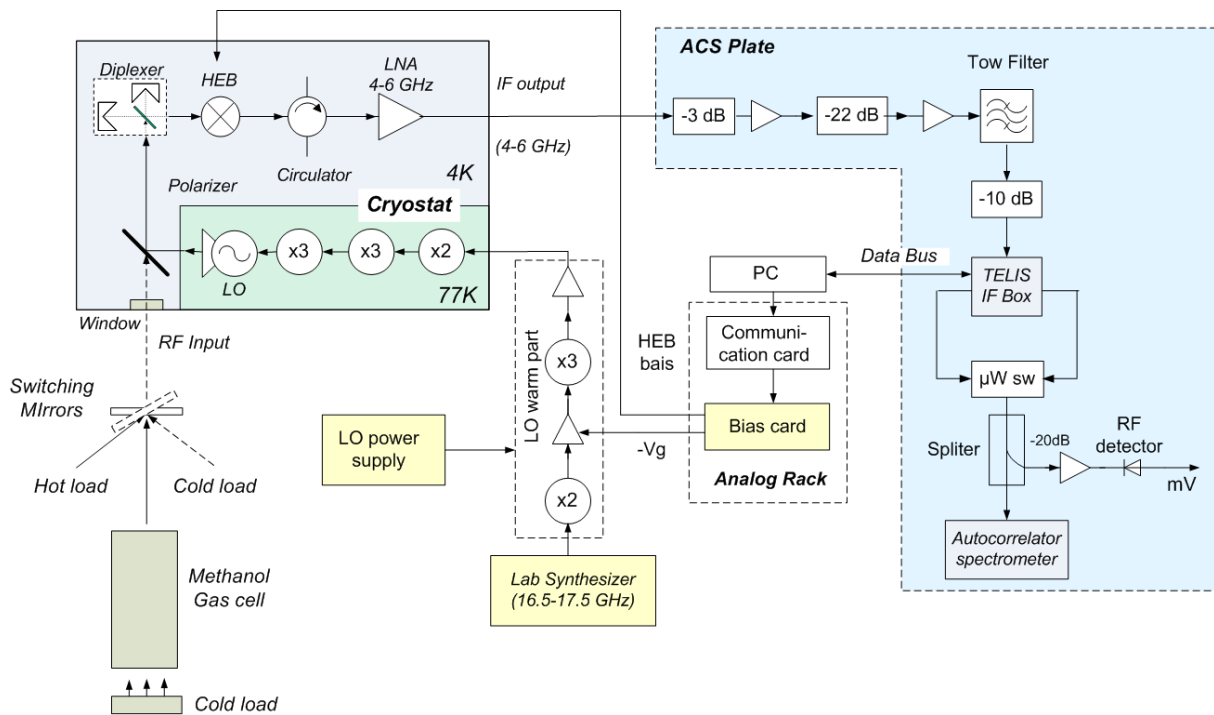 ACS Plate
Diplexer
HEB
LNA
4-6 GHz
IF output
(4-6 GHz)
Tow Filter
-3 dB
-22 dB
Circulator
4K
Polarizer
Cryostat
-10 dB
x3
x3
x2
LO
77K
Data Bus
PC
TELIS
IF Box
Window
RF Input
HEB
bais
Communi-
cation card
x3
LO warm part
µW sw
Switching
MIrrors
LO power
supply
Bias card
-Vg
Spliter
-20dB
RF
detector
mV
Hot load
Cold load
Analog Rack
x2
Autocorrelator
spectrometer
Methanol
Gas cell
Lab Synthesizer
(16.5-17.5 GHz)
Cold load